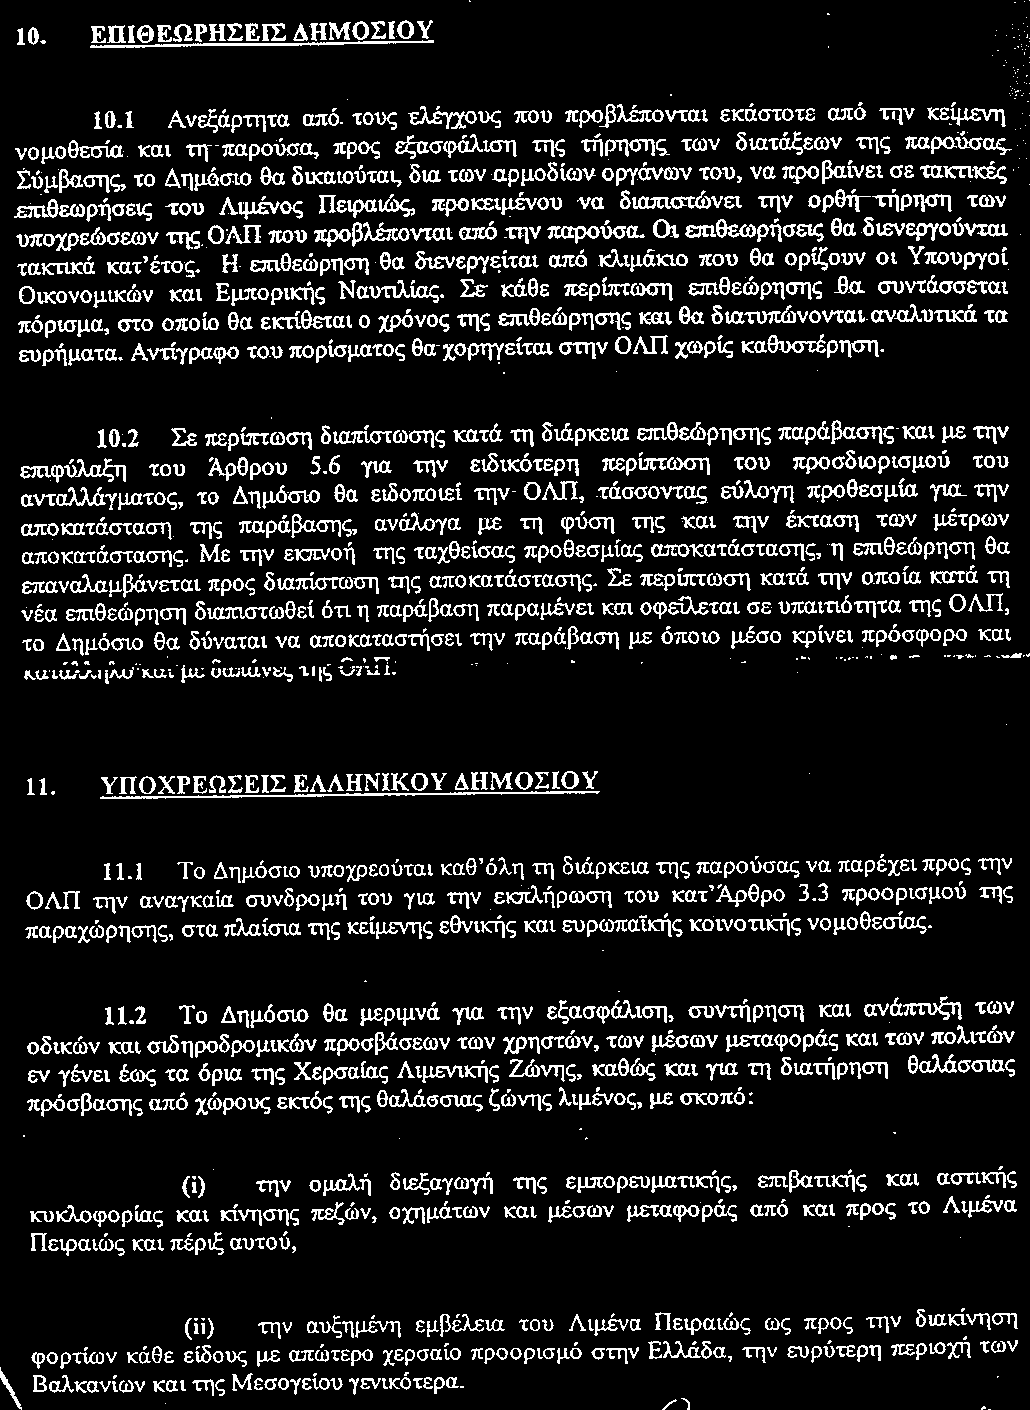 10. ΕΠΙΘΕΩΡΗΣΕΙΣ ΔΗΜΟΣΙΟΥ
10.1 Ανεξάρτητα από τους ελέγχους που προβλέπονται εκάστοτε από την κείμενη
νομοθεσία και τη παρούσα, προς εξασφάλιση της τήρησης των διατάξεων της παρούσας
Σύμβασης, το Δημόσιο θα δικαιούται, δια των αρμοδίων οργάνων του, να προβαίνει σε τακτικές
επιθεωρήσεις του Λιμένος Πειραιώς, προκειμένου να διαπιστώνει την ορθή τήρηση των
υποχρεώσεων της ΟΛΠ που προβλέπονται από την παρούσα. Οι επιθεωρήσεις θα διενεργούνται
τακτικά κατ’έτος. Η επιθεώρηση θα διενεργείται από κλιμάκιο που θα ορίζουν οι Υπουργοί
Οικονομικών και Εμπορικής Ναυτιλίας. Σε κάθε περίπτωση επιθεώρησης θα συντάσσεται
πόρισμα, στο οποίο θα εκτίθεται ο χρόνος της επιθεώρησης και θα διατυπώνονται αναλυτικά τα
ευρήματα. Αντίγραφο του πορίσματος θα χορηγείται στην ΟΛΠ χωρίς καθυστέρηση.
10.2 Σε περίπτωση διαπίστωσης κατά τη διάρκεια επιθεώρησης παράβασης και με την
επιφύλαξη του Άρθρου 5.6 για την ειδικότερη περίπτωση του προσδιορισμού του
ανταλλάγματος, το Δημόσιο θα ειδοποιεί την ΟΛΠ, τάσσοντας εύλογη προθεσμία για την
αποκατάσταση της παράβασης, ανάλογα με τη φύση της και την έκταση των μέτρων
αποκατάστασης. Με την εκπνοή της ταχθείσας προθεσμίας αποκατάστασης, η επιθεώρηση θα
επαναλαμβάνεται προς διαπίστωση της αποκατάστασης. Σε περίπτωση κατά την οποία κατά τη
νέα επιθεώρηση διαπιστωθεί ότι η παράβαση παραμένει και οφείλεται σε υπαιτιότητα της ΟΛΠ,
το Δημόσιο θα δύναται να αποκαταστήσει την παράβαση με όποιο μέσο κρίνει πρόσφορο και
κατάλληλο και με δαπάνες της ΟΛΠ.
11. ΥΠΟΧΡΕΩΣΕΙΣ ΕΛΛΗΝΙΚΟΥ ΔΗΜΟΣΙΟΥ
11.1 Το Δημόσιο υποχρεούται καθ’όλη τη διάρκεια της παρούσας να παρέχει προς την
ΟΛΠ την αναγκαία συνδρομή του για την εκπλήρωση του κατ’Άρθρο 3.3 προορισμού της
παραχώρησης, στα πλαίσια της κείμενης εθνικής και ευρωπαϊκής κοινοτικής νομοθεσίας.
11.2 Το Δημόσιο θα μεριμνά για την εξασφάλιση, συντήρηση και ανάπτυξη των
οδικών και σιδηροδρομικών προσβάσεων των χρηστών, των μέσων μεταφοράς και των πολιτών
εν γένει έως τα όρια της Χερσαίας Λιμενικής Ζώνης, καθώς και για τη διατήρηση θαλάσσιας
πρόσβασης από χώρους εκτός της θαλάσσιας ζώνης λιμένος, με σκοπό:
(i) την ομαλή διεξαγωγή της εμπορευματικής, επιβατικής και αστικής
κυκλοφορίας και κίνησης πεζών, οχημάτων και μέσων μεταφοράς από και προς το Λιμένα
Πειραιώς και πέριξ αυτού,
(ii) την αυξημένη εμβέλεια του Λιμένα Πειραιώς ως προς την διακίνηση
φορτίων κάθε είδους με απώτερο χερσαίο προορισμό στην Ελλάδα, την ευρύτερη περιοχή των
Βαλκανίων και της Μεσογείου γενικότερα.